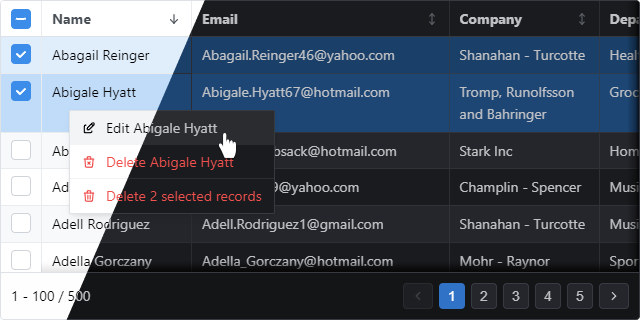 Name Email Company Depa
Abagail Reinger Abagail.Reinger46@yahoo.com Shanahan - Turcotte Heal
Abigale Hyatt Abigale.Hyatt67@hotmail.com Tromp, Runolfsson Groc
and Bahringer
Edit Abigale Hyatt
Ab osack@hotmail.com Stark Inc Hom
Delete Abigale Hyatt
Ade 9@yahoo.com Champlin - Spencer Musi
Delete 2 selected records
Adell Rodriguez Adell.Rodriguez1@gmail.com Shanahan - Turcotte Musi
Adella Gorczany Adella_Gorczany@hotmail.com Mohr - Raynor Spor
1 - 100 / 500 1 2 3 4 5